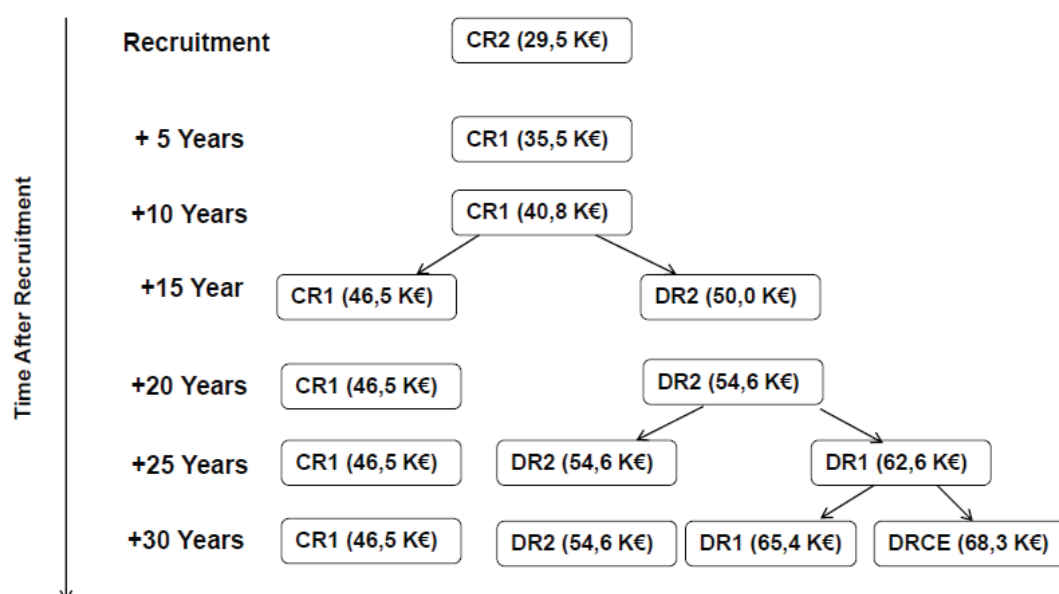 Time After Recruitment
Recruitment CR2 (29,5 K€)
+ 5 Years CR1 (35,5 K€)
+10 Years CR1 (40,8 K€)
+15 Year CR1 (46,5 K€) DR2 (50,0 K€)
+20 Years CR1 (46,5 K€) DR2 (54,6 K€)
+25 Years CR1 (46,5 K€) DR2 (54,6 K€) DR1 (62,6 K€)
+30 Years CR1 (46,5 K€) DR2 (54,6 K€) DR1 (65,4 K€) DRCE (68,3 K€)